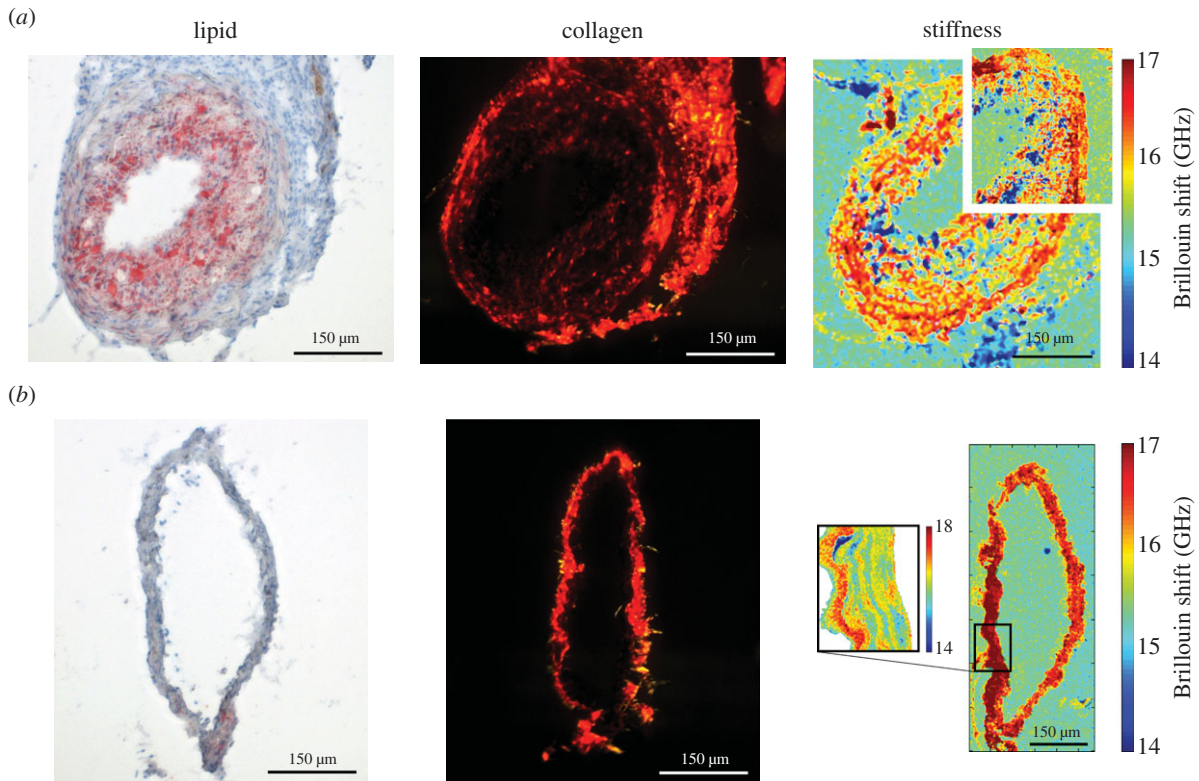 (a)
lipid
collagen
stiffness
150 µm
150 µm
150 µm
17
16
15
14
Brillouin shift (GHz)
(b)
150 µm
150 µm
18
14
150 µm
17
16
15
14
Brillouin shift (GHz)